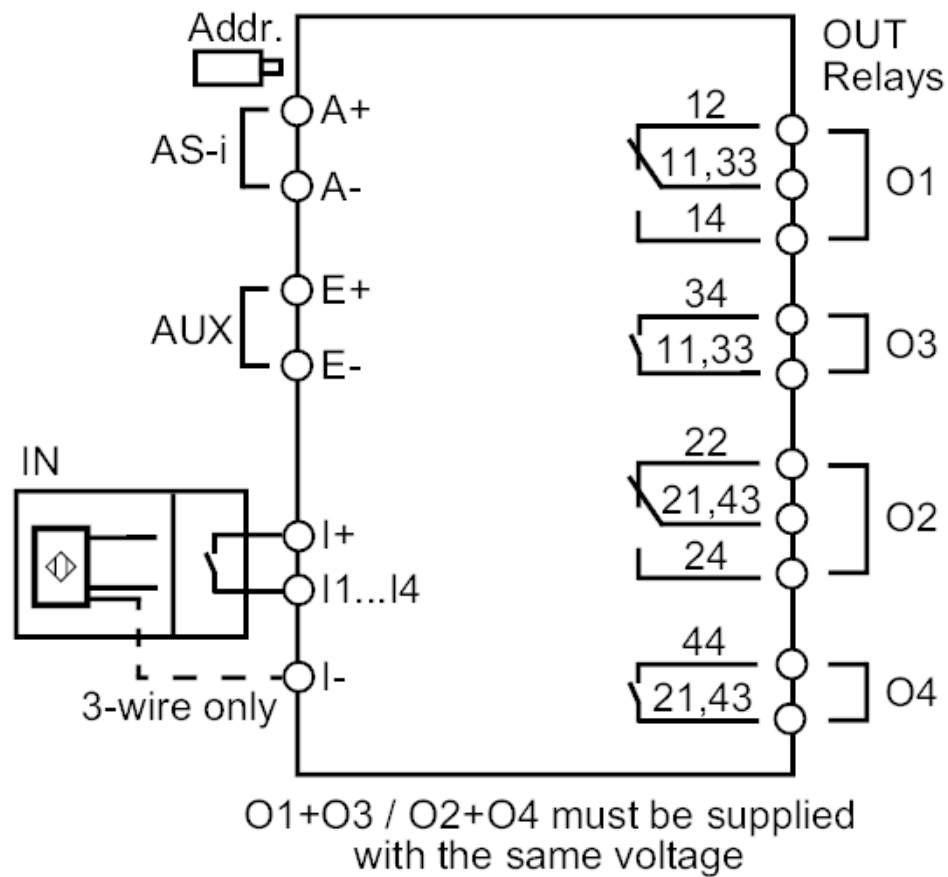 Addr.
AS-i
A+
A-
AUX
E+
E-
IN
I+
I1...I4
I-
3-wire only
OUT
Relays
12
11,33
14
O1
34
11,33
O3
22
21,43
24
O2
44
21,43
O4
O1+O3 / O2+O4 must be supplied
with the same voltage